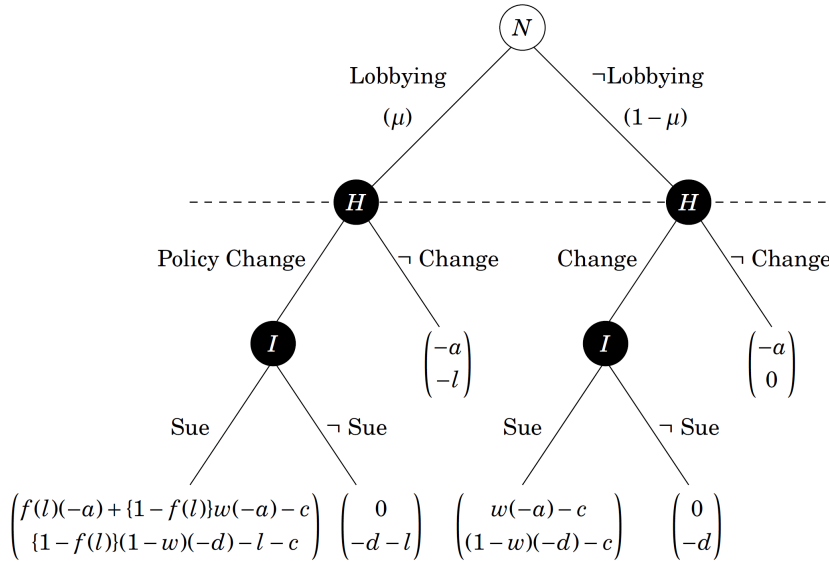 N
Lobbying
¬Lobbying
(μ)
(1 − μ)
H
H
Policy Change
¬ Change
Change
¬ Change
I
(−a
−l)
I
(−a
0)
Sue
¬ Sue
Sue
¬ Sue
(f(l)(−a)+{1−f(l)}w(−a)−c
{1−f(l)}(1−w)(−d)−l−c)
(0
−d−l)
(w(−a)−c
(1−w)(−d)−c)
(0
−d)